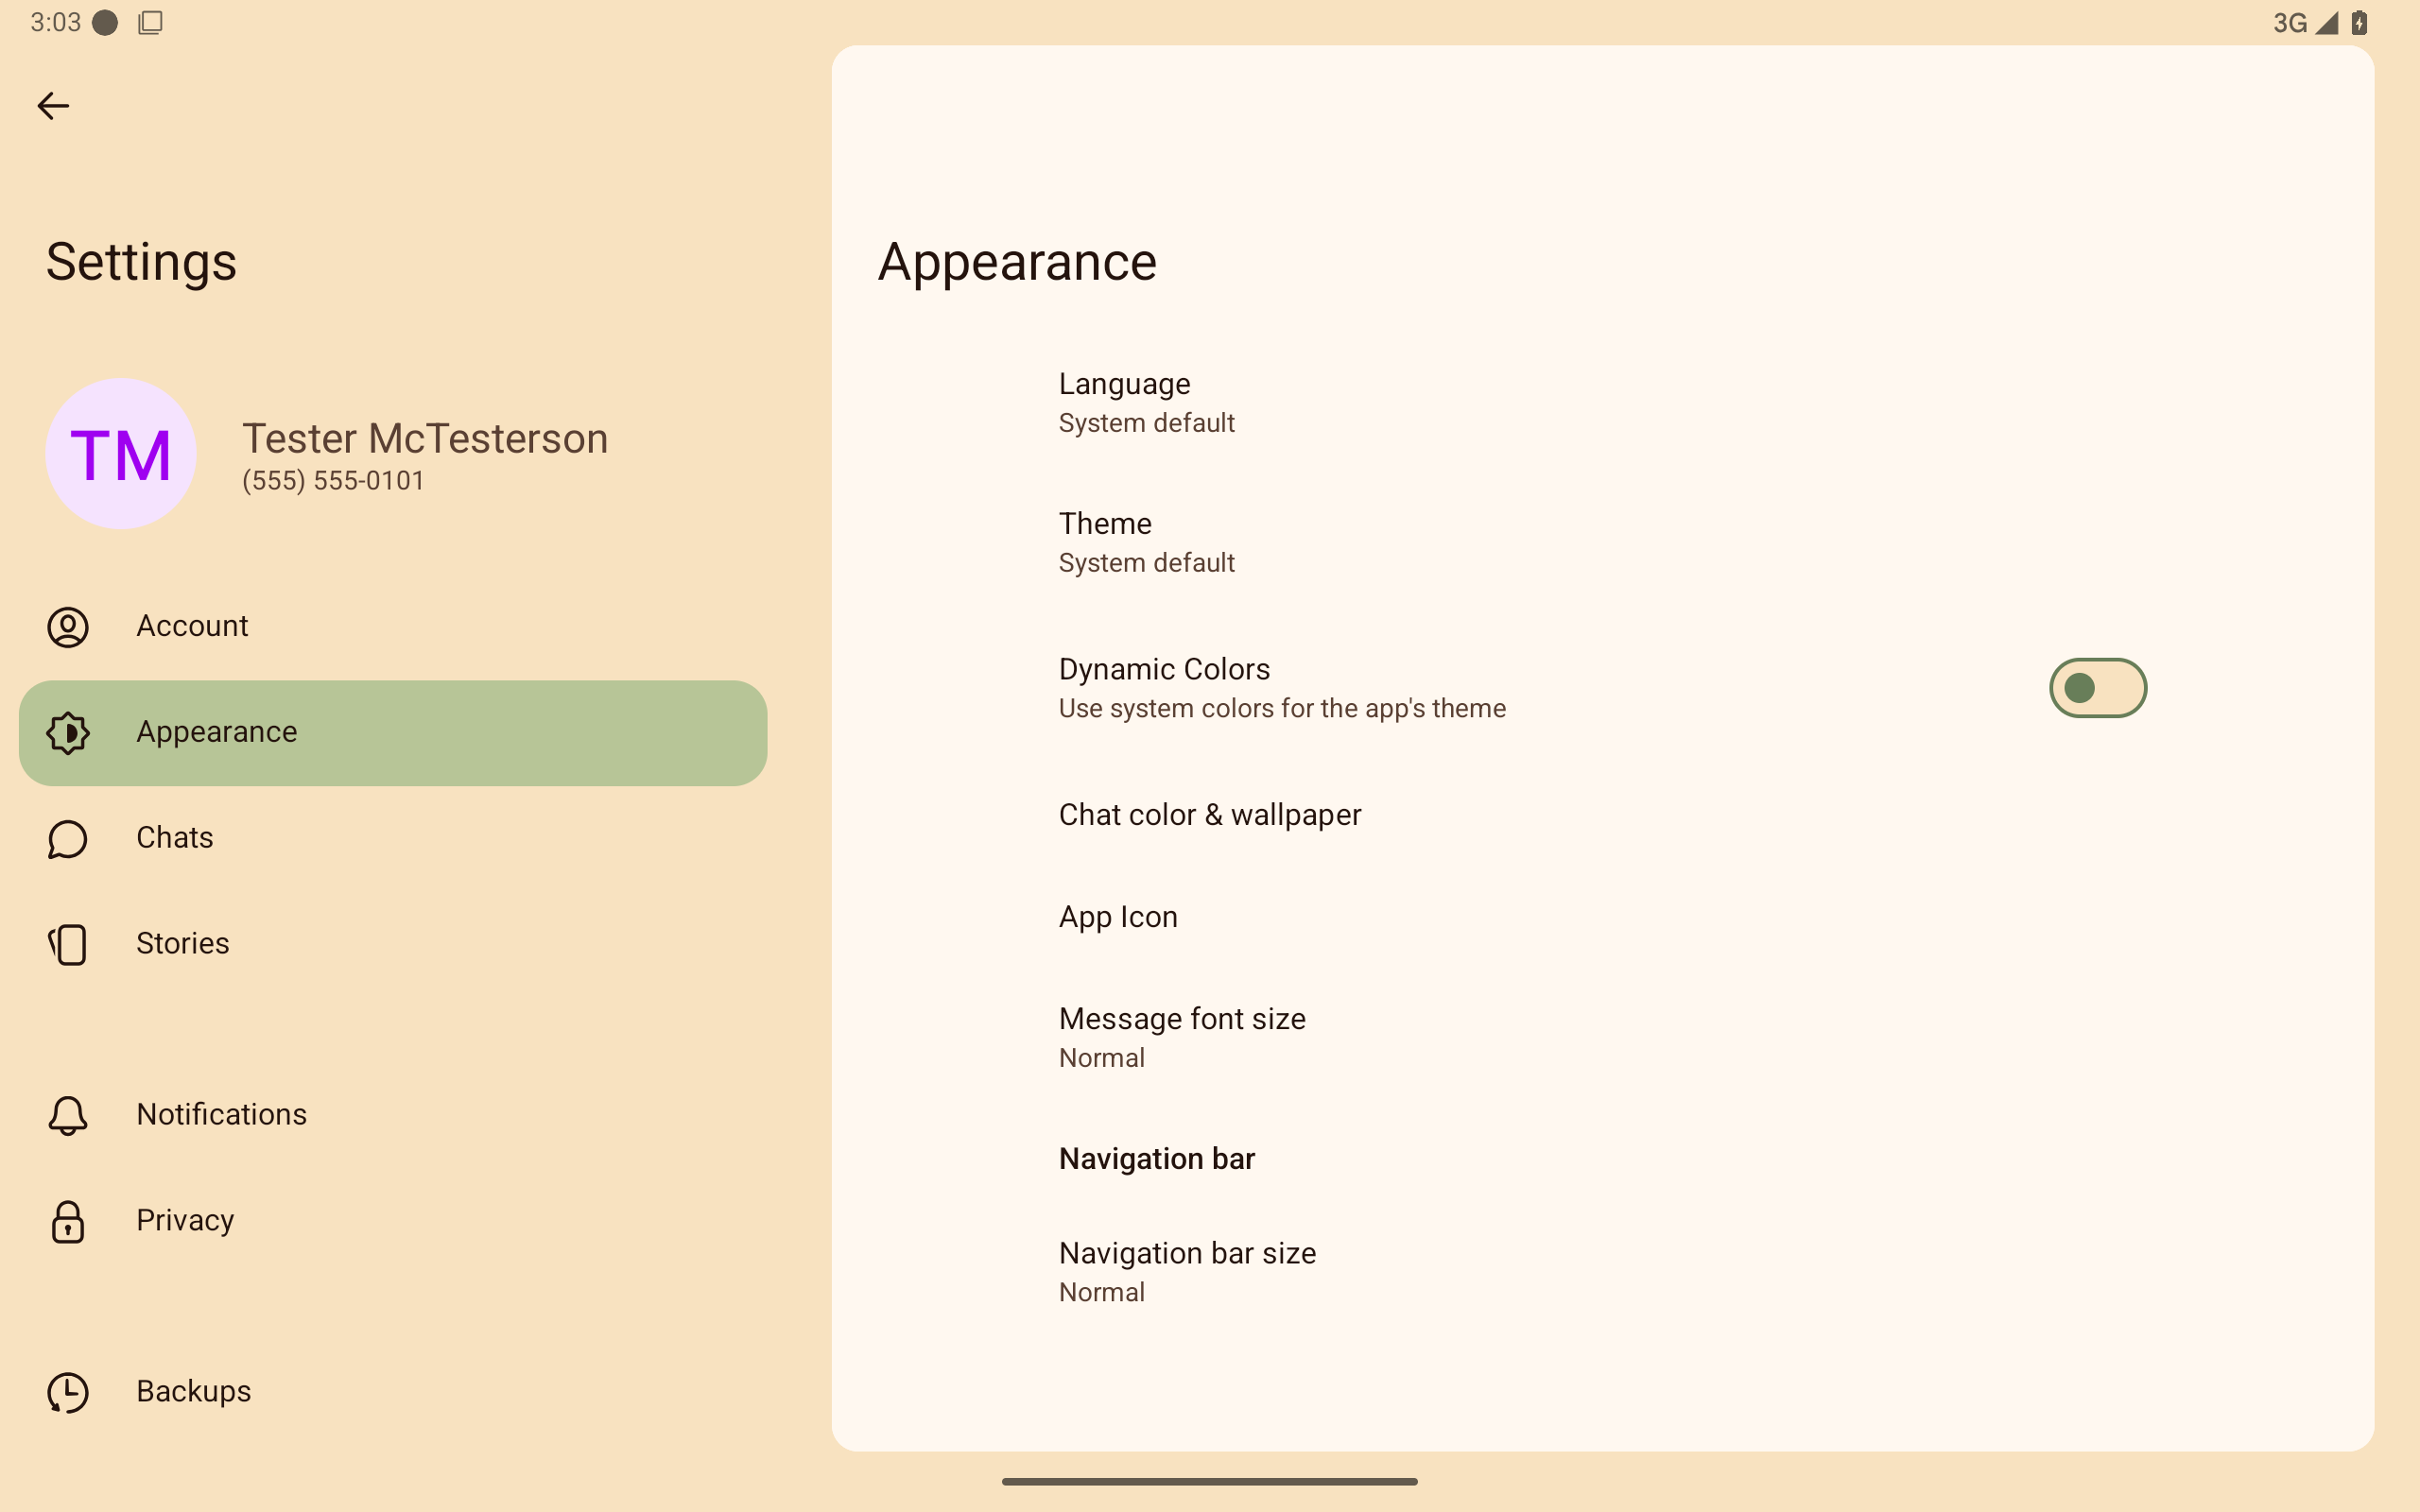 3:03
3G
Settings
TM
Tester McTesterson
(555) 555-0101
Account
Appearance
Chats
Stories
Notifications
Privacy
Backups
Appearance
Language
System default
Theme
System default
Dynamic Colors
Use system colors for the app's theme
Chat color & wallpaper
App Icon
Message font size
Normal
Navigation bar
Navigation bar size
Normal